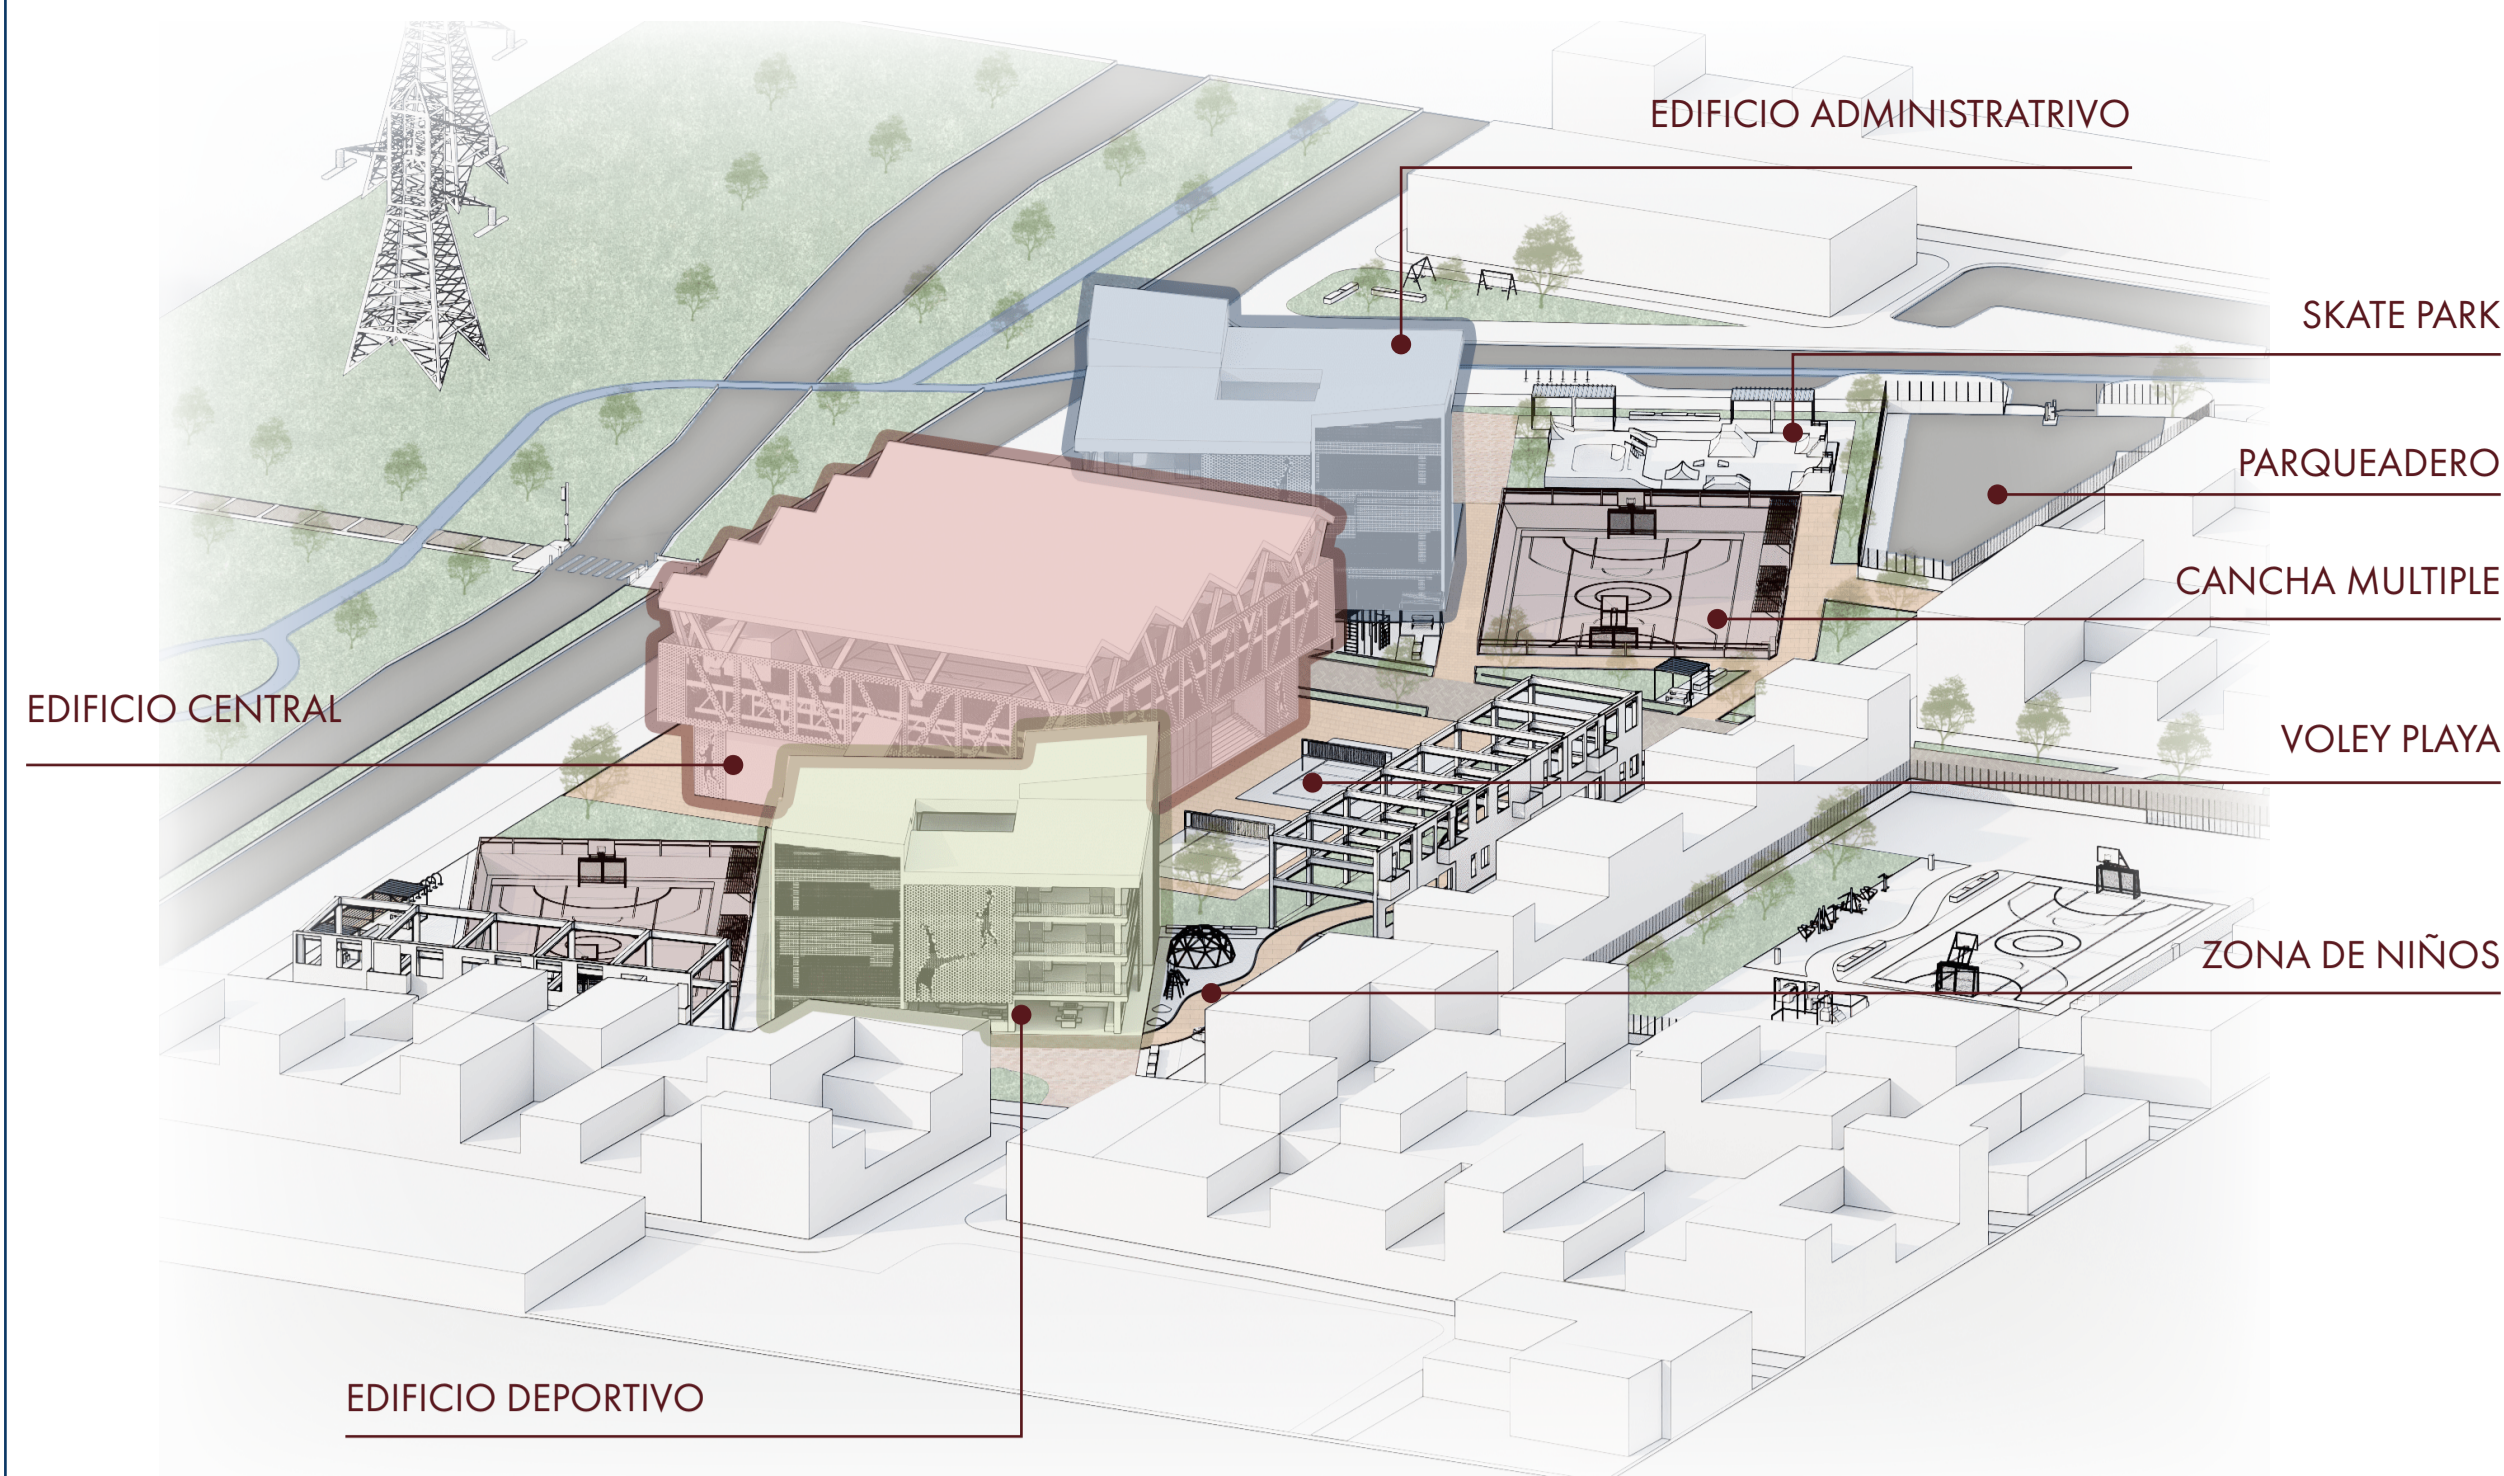 EDIFICIO ADMINISTRATRIVO
SKATE PARK
PARQUEADERO
CANCHA MULTIPLE
EDIFICIO CENTRAL
VOLEY PLAYA
ZONA DE NIÑOS
EDIFICIO DEPORTIVO